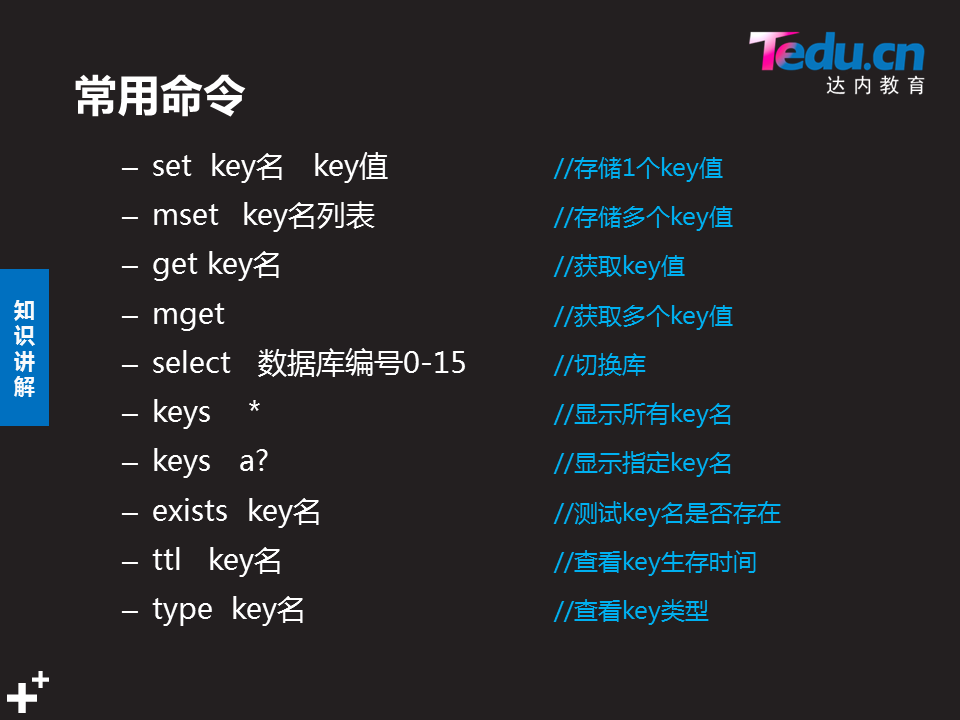 Tedu.cn
达内教育
常用命令
– set key名 key值 //存储1个key值
– mset key名列表 //存储多个key值
– get key名 //获取key值
– mget //获取多个key值
– select 数据库编号0-15 //切换库
– keys * //显示所有key名
– keys a? //显示指定key名
– exists key名 //测试key名是否存在
– ttl key名 //查看key生存时间
– type key名 //查看key类型
知识讲解